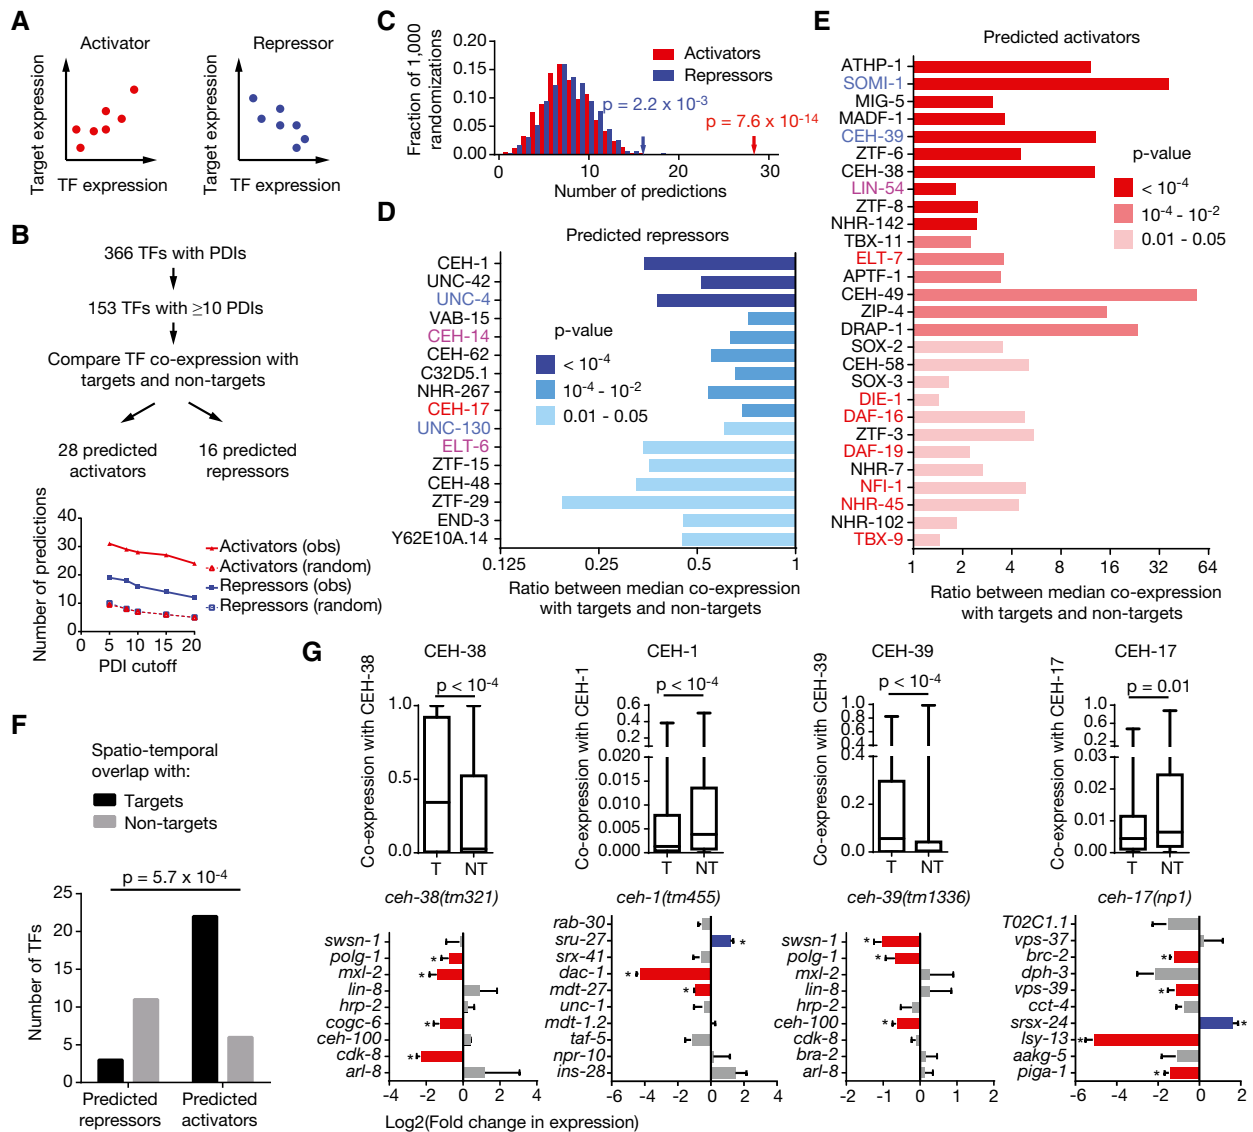 A
Activator
Repressor
Target expression
TF expression
Target expression
TF expression
B
366 TFs with PDIs
153 TFs with ≥10 PDIs
Compare TF co-expression with
targets and non-targets
28 predicted
activators
16 predicted
repressors
Number of predictions
40
30
20
10
0
0
5
10
15
20
PDI cutoff
Activators (obs)
Activators (random)
Repressors (obs)
Repressors (random)
C
Fraction of 1,000
randomizations
0.20
0.15
0.10
0.05
0.00
0
10
20
30
Number of predictions
Activators
Repressors
p = 2.2 x 10-3
p = 7.6 x 10-14
D
Predicted repressors
CEH-1
UNC-42
UNC-4
VAB-15
CEH-14
CEH-62
C32D5.1
NHR-267
CEH-17
UNC-130
ELT-6
ZTF-15
CEH-48
ZTF-29
END-3
Y62E10A.14
p-value
< 10-4
10-4 - 10-2
0.01 - 0.05
0.125
0.25
0.5
1
Ratio between median co-expression
with targets and non-targets
E
Predicted activators
ATHP-1
SOMI-1
MIG-5
MADF-1
CEH-39
ZTF-6
CEH-38
LIN-54
ZTF-8
NHR-142
TBX-11
ELT-7
APTF-1
CEH-49
ZIP-4
DRAP-1
SOX-2
CEH-58
SOX-3
DIE-1
DAF-16
ZTF-3
DAF-19
NHR-7
NFI-1
NHR-45
NHR-102
TBX-9
p-value
< 10-4
10-4 - 10-2
0.01 - 0.05
1
2
4
8
16
32
64
Ratio between median co-expression
with targets and non-targets
F
Spatio-temporal
overlap with:
Targets
Non-targets
p = 5.7 x 10-4
Number of TFs
25
20
15
10
5
0
Predicted
repressors
Predicted
activators
G
CEH-38
p < 10-4
Co-expression with CEH-38
1.0
0.5
0.0
T
NT
CEH-1
p < 10-4
Co-expression with CEH-1
0.6
0.4
0.2
0.020
0.015
0.010
0.005
0.000
T
NT
CEH-39
p < 10-4
Co-expression with CEH-39
1.0
0.8
0.6
0.4
0.4
0.2
0.0
T
NT
CEH-17
p = 0.01
Co-expression with CEH-17
1.0
0.5
0.0
0.03
0.02
0.01
0.00
T
NT
ceh-38(tm321)
swsn-1
polg-1
mxl-2
lin-8
hrp-2
cogc-6
ceh-100
cdk-8
arl-8
*
*
*
*
-4
-2
0
2
4
ceh-1(tm455)
rab-30
sru-27
srx-41
dac-1
mdt-27
unc-1
mdt-1.2
taf-5
npr-10
ins-28
*
*
*
-6
-4
-2
0
2
4
ceh-39(tm1336)
swsn-1
polg-1
mxl-2
lin-8
hrp-2
ceh-100
cdk-8
bra-2
arl-8
*
*
*
-2
-1
0
1
2
ceh-17(np1)
T02C1.1
vps-37
brc-2
dph-3
vps-39
cct-4
srsx-24
lsy-13
aakg-5
piga-1
*
*
*
*
*
-6
-4
-2
0
2
Log2(Fold change in expression)